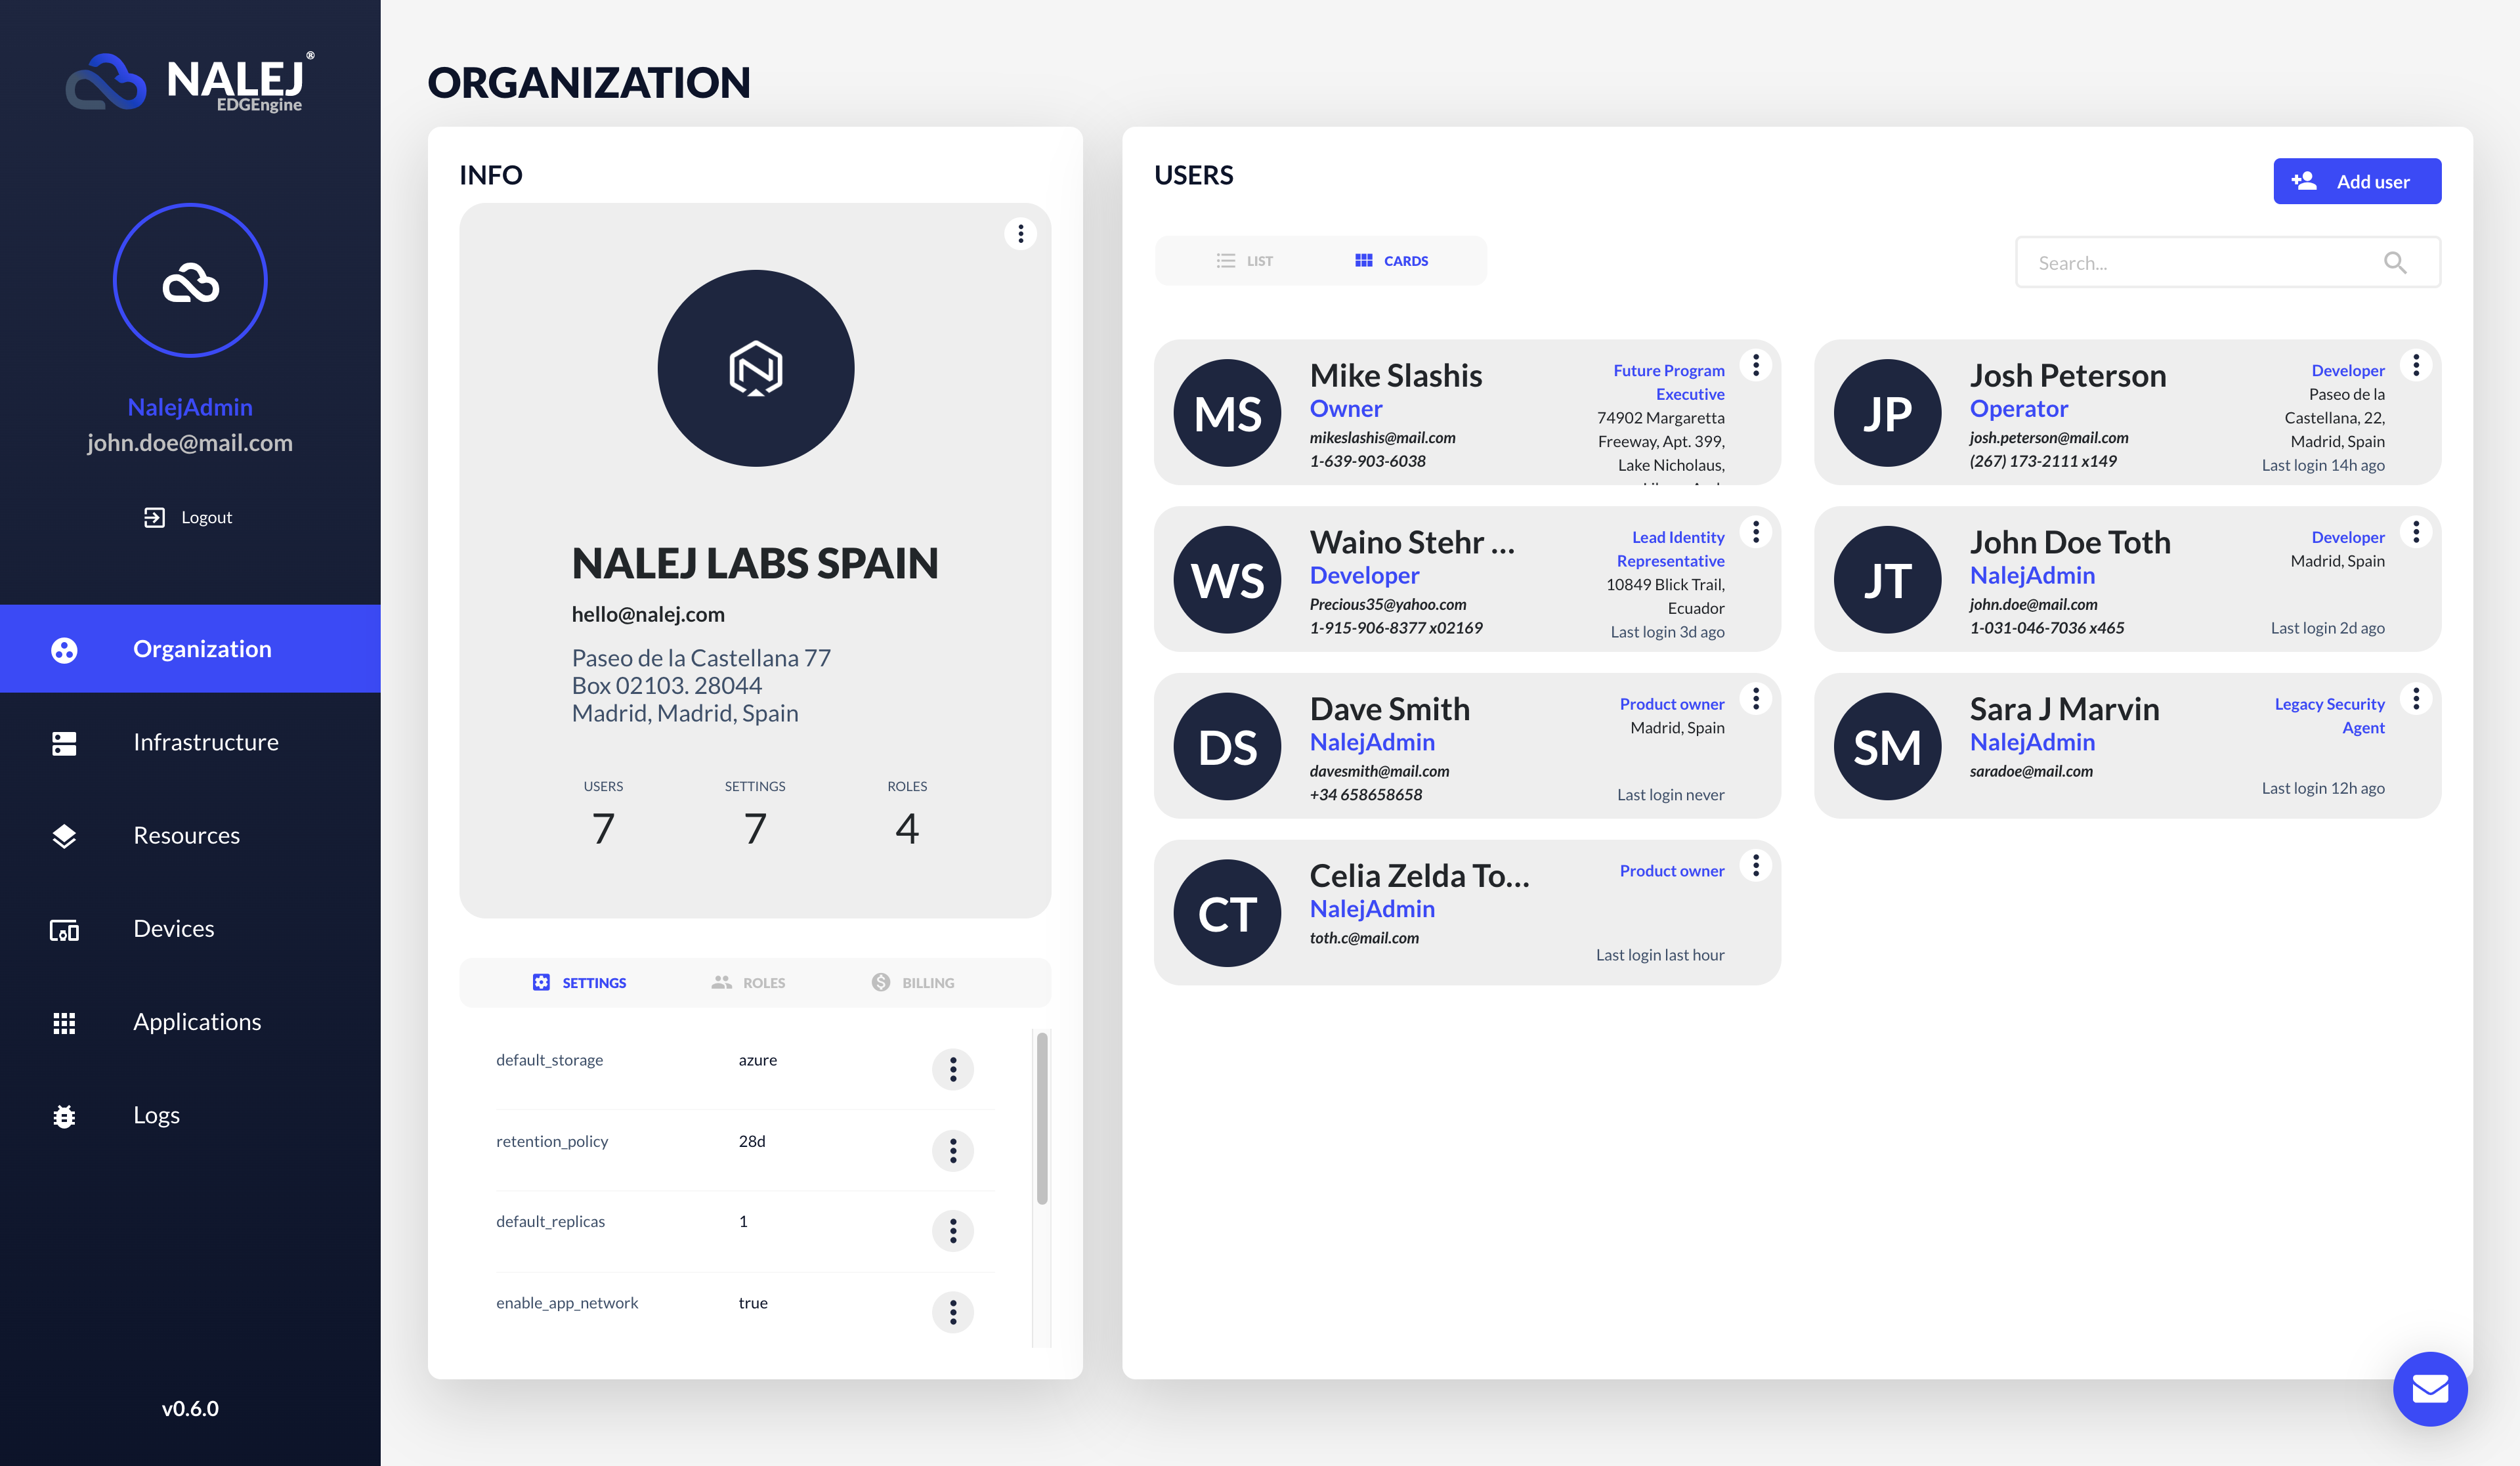 NALEJ®
EDGEngine
NalejAdmin
john.doe@mail.com
Logout
Organization
Infrastructure
Resources
Devices
Applications
Logs
v0.6.0
ORGANIZATION
INFO
NALEJ LABS SPAIN
hello@nalej.com
Paseo de la Castellana 77
Box 02103. 28044
Madrid, Madrid, Spain
USERS SETTINGS ROLES
7 7 4
SETTINGS ROLES BILLING
default_storage azure
retention_policy 28d
default_replicas 1
enable_app_network true
USERS
Add user
LIST CARDS
Search...
MS
Mike Slashis
Owner
mikeslashis@mail.com
1-639-903-6038
Future Program
Executive
74902 Margaretta
Freeway, Apt. 399,
Lake Nicholaus,
JP
Josh Peterson
Operator
josh.peterson@mail.com
(267) 173-2111 x149
Developer
Paseo de la
Castellana, 22,
Madrid, Spain
Last login 14h ago
WS
Waino Stehr ...
Developer
Precious35@yahoo.com
1-915-906-8377 x02169
Lead Identity
Representative
10849 Blick Trail,
Ecuador
Last login 3d ago
JT
John Doe Toth
NalejAdmin
john.doe@mail.com
1-031-046-7036 x465
Developer
Madrid, Spain
Last login 2d ago
DS
Dave Smith
NalejAdmin
davesmith@mail.com
+34 658658658
Product owner
Madrid, Spain
Last login never
SM
Sara J Marvin
NalejAdmin
saradoe@mail.com
Legacy Security
Agent
Last login 12h ago
CT
Celia Zelda To...
NalejAdmin
toth.c@mail.com
Product owner
Last login last hour